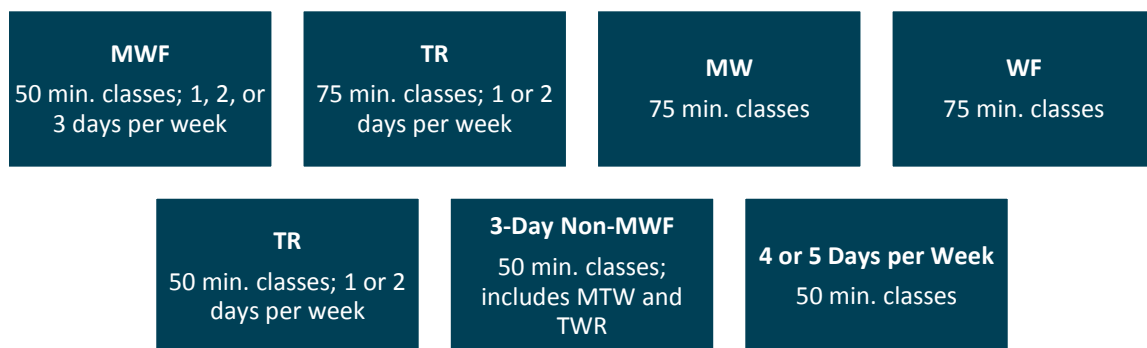 MWF
50 min. classes; 1, 2, or
3 days per week
TR
75 min. classes; 1 or 2
days per week
MW
75 min. classes
WF
75 min. classes
TR
50 min. classes; 1 or 2
days per week
3-Day Non-MWF
50 min. classes;
includes MTW and
TWR
4 or 5 Days per Week
50 min. classes